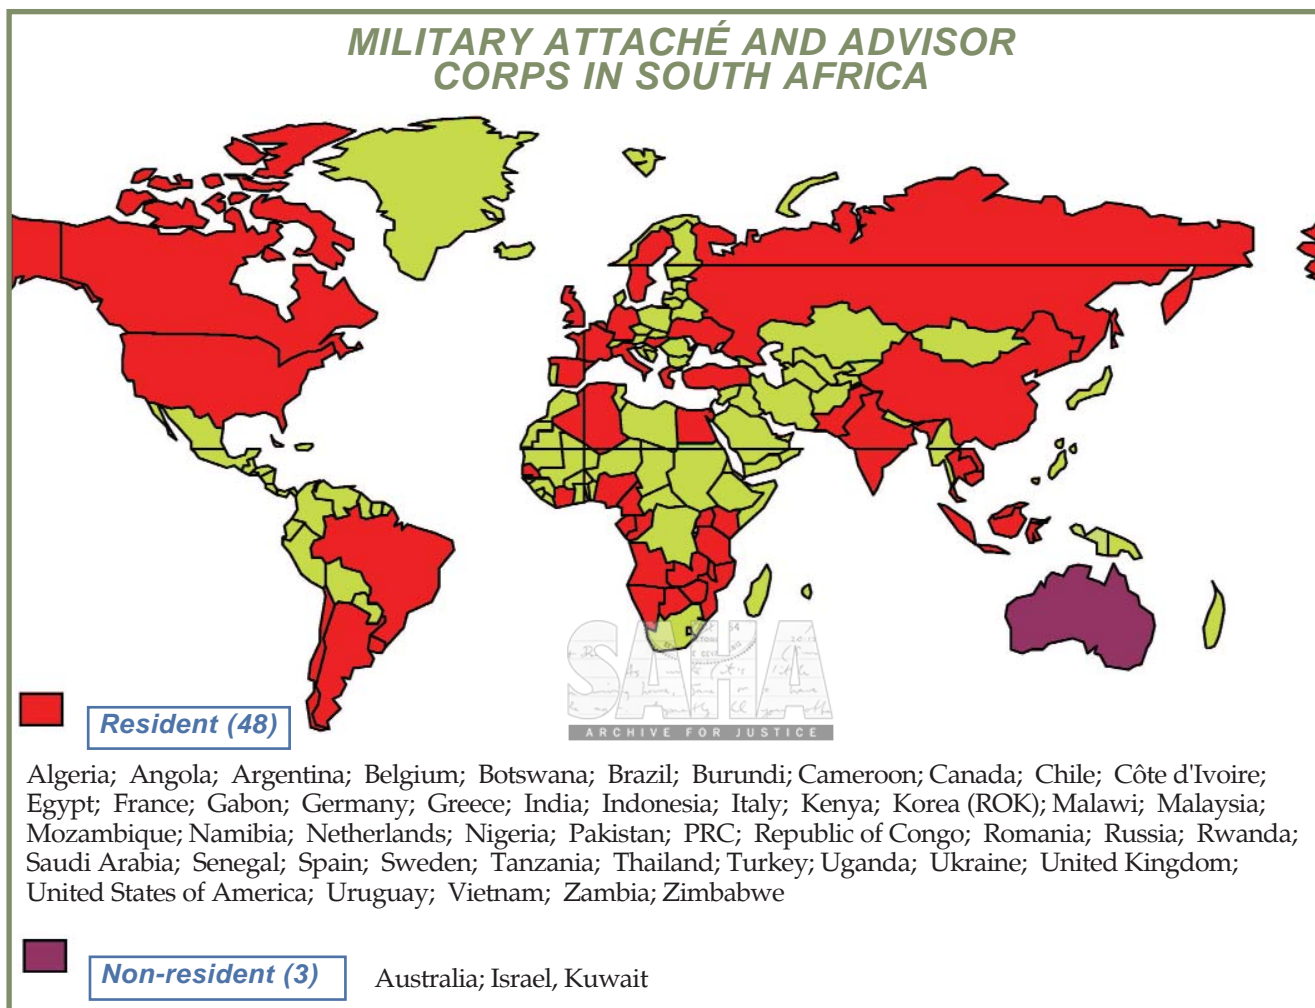 MILITARY ATTACHÉ AND ADVISOR
CORPS IN SOUTH AFRICA
SAHA
ARCHIVE FOR JUSTICE
Resident (48)
Algeria; Angola; Argentina; Belgium; Botswana; Brazil; Burundi; Cameroon; Canada; Chile; Côte d'Ivoire;
Egypt; France; Gabon; Germany; Greece; India; Indonesia; Italy; Kenya; Korea (ROK); Malawi; Malaysia;
Mozambique; Namibia; Netherlands; Nigeria; Pakistan; PRC; Republic of Congo; Romania; Russia; Rwanda;
Saudi Arabia; Senegal; Spain; Sweden; Tanzania; Thailand; Turkey; Uganda; Ukraine; United Kingdom;
United States of America; Uruguay; Vietnam; Zambia; Zimbabwe
Non-resident (3)
Australia; Israel, Kuwait